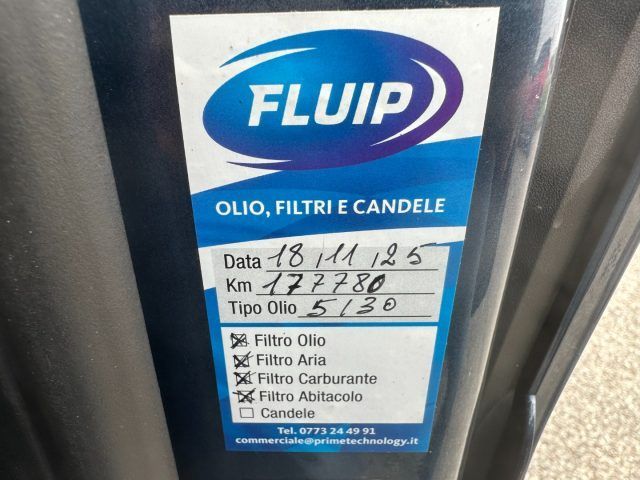 FLUIP
OLIO, FILTRI E CANDELE
Data 18/11/25
Km 177780
Tipo Olio 5/30
☒ Filtro Olio
☒ Filtro Aria
☒ Filtro Carburante
☒ Filtro Abitacolo
☐ Candele
Tel. 0773 24 49 91
commerciale@primetechnology.it